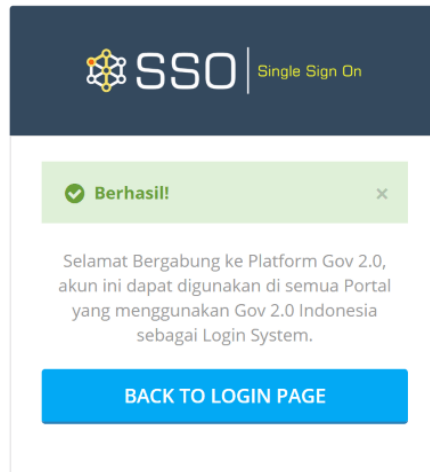 SSO Single Sign On
Berhasil! ×
Selamat Bergabung ke Platform Gov 2.0,
akun ini dapat digunakan di semua Portal
yang menggunakan Gov 2.0 Indonesia
sebagai Login System.
BACK TO LOGIN PAGE